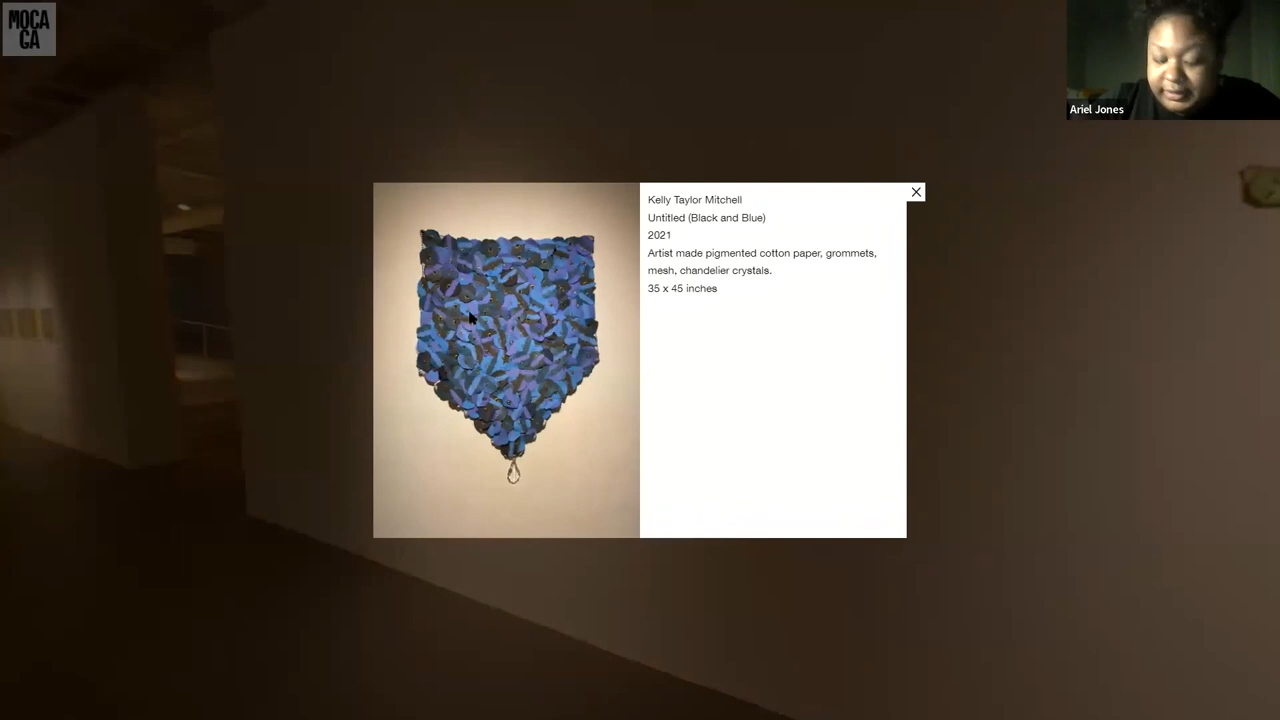 MOCA
GA
Ariel Jones
Kelly Taylor Mitchell
Untitled (Black and Blue)
2021
Artist made pigmented cotton paper, grommets,
mesh, chandelier crystals.
35 x 45 inches